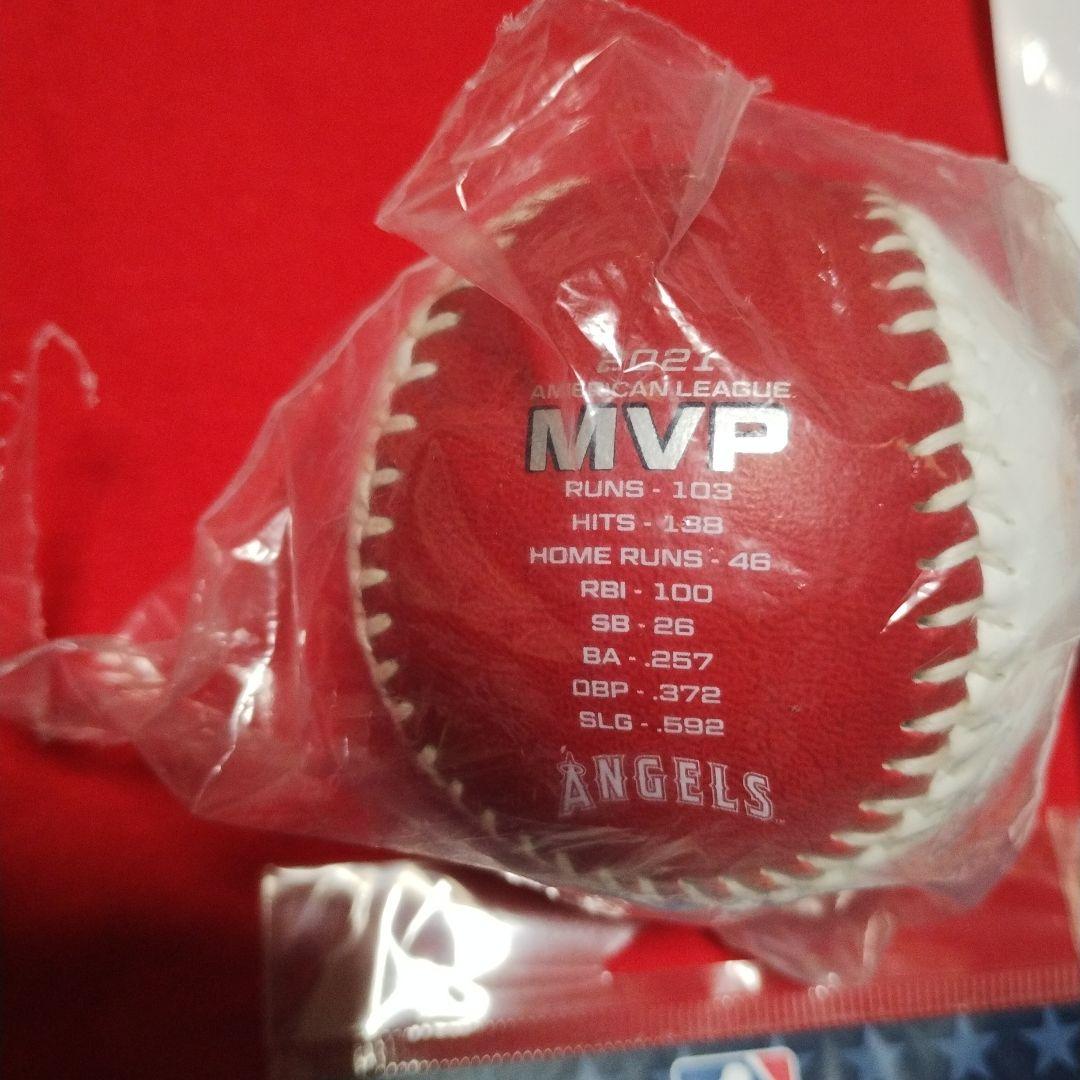 2021
AMERICAN LEAGUE
MVP
RUNS - 103
HITS - 138
HOME RUNS - 46
RBI - 100
SB - 26
BA - .257
OBP - .372
SLG - .592
ANGELS